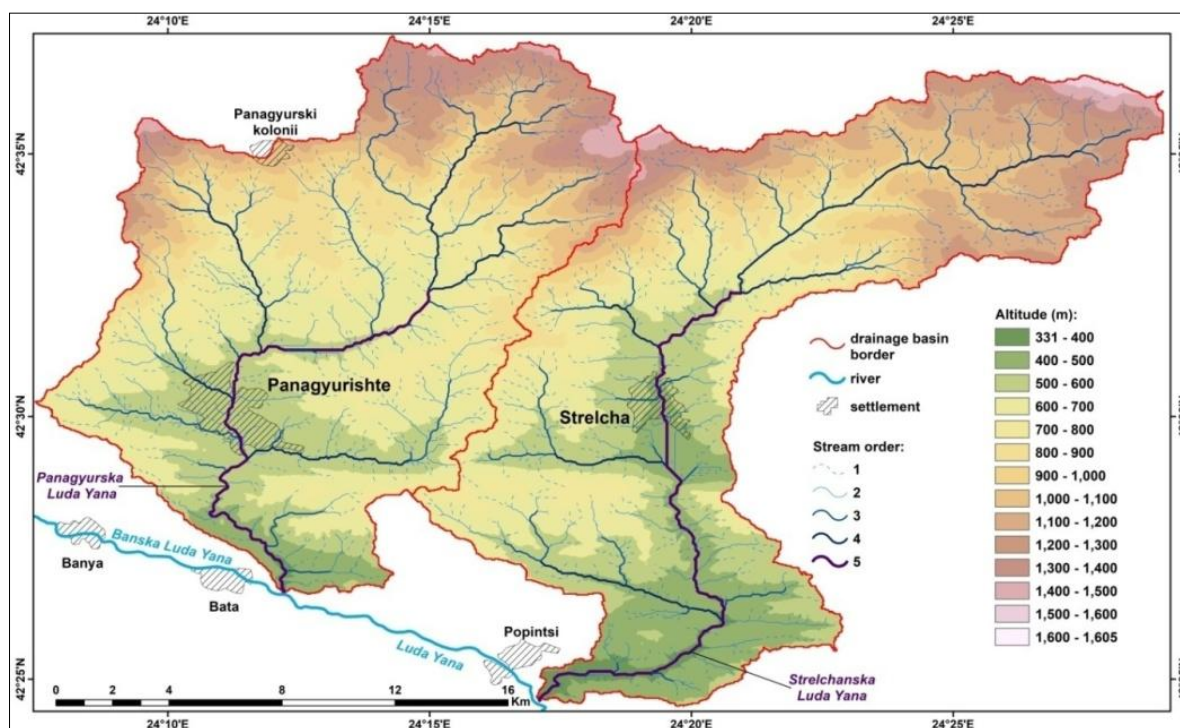 24°10'E
24°15'E
24°20'E
24°25'E
42°35'N
42°30'N
42°25'N
Panagyurski
kolonii
Panagyurishte
Strelcha
Panagyurska
Luda Yana
Banska Luda Yana
Banya
Bata
Luda Yana
Popintsi
Strelchanska
Luda Yana
drainage basin
border
river
settlement
Stream order:
1
2
3
4
5
Altitude (m):
331 - 400
400 - 500
500 - 600
600 - 700
700 - 800
800 - 900
900 - 1,000
1,000 - 1,100
1,100 - 1,200
1,200 - 1,300
1,300 - 1,400
1,400 - 1,500
1,500 - 1,600
1,600 - 1,605
0 2 4 8 12 16
Km
24°10'E
24°15'E
24°20'E
24°25'E